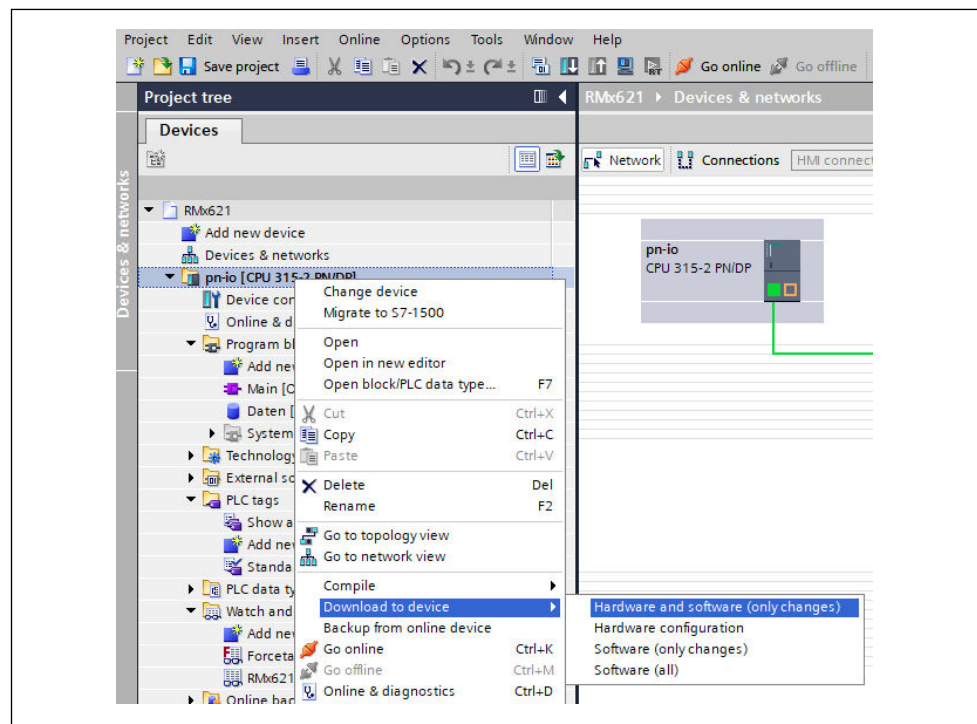 Project Edit View Insert Online Options Tools Window Help
Save project Go online Go offline
Project tree
RMx621 Devices & networks
Devices
Network Connections HMI connec
Devices & networks
RMx621
Add new device
Devices & networks
pn-io [CPU 315-2 PN/DP]
Device con
Online & d
Program bl
Add nev
Main [O
Daten [
System
Technology
External so
PLC tags
Show a
Add nev
Standa
PLC data ty
Watch and
Add nev
Forceta
RMx621
Online bac
Change device
Migrate to S7-1500
Open
Open in new editor
Open block/PLC data type... F7
Cut Ctrl+X
Copy Ctrl+C
Paste Ctrl+V
Delete Del
Rename F2
Go to topology view
Go to network view
Compile
Download to device
Backup from online device
Go online Ctrl+K
Go offline Ctrl+M
Online & diagnostics Ctrl+D
Hardware and software (only changes)
Hardware configuration
Software (only changes)
Software (all)
pn-io
CPU 315-2 PN/DP